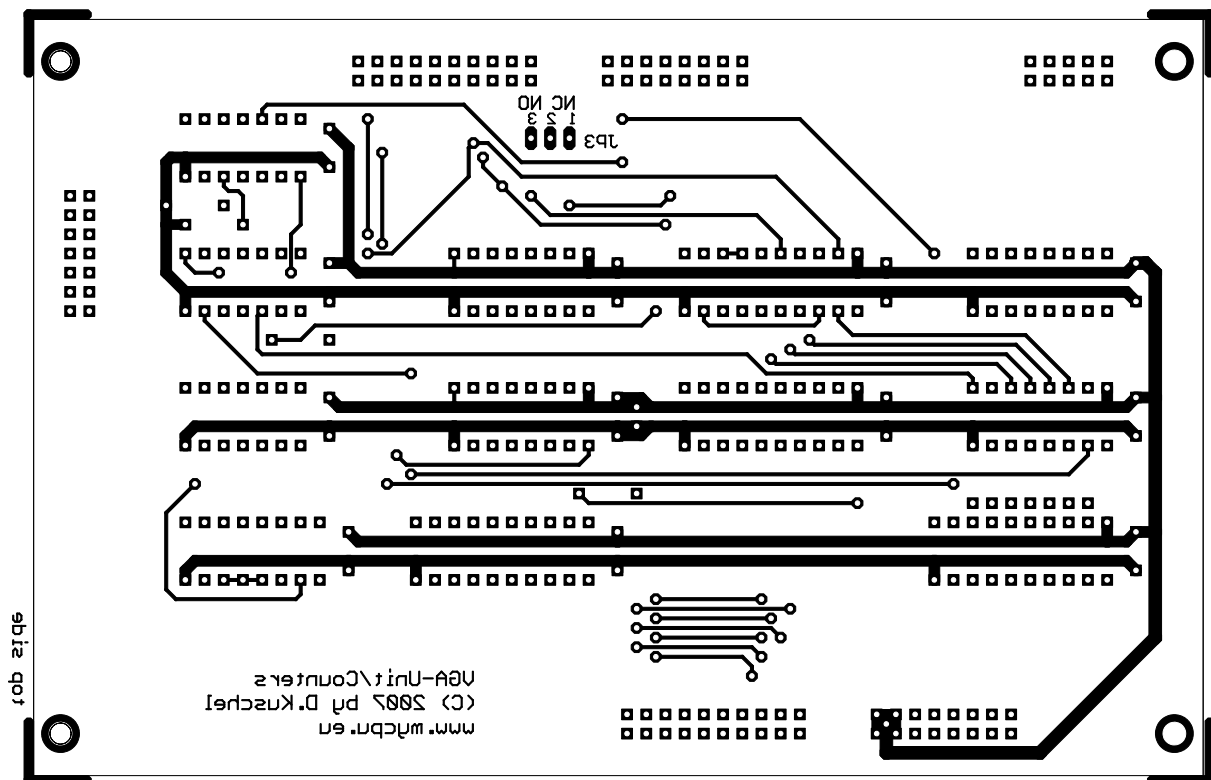 NC NO
1 2 3
JP3
top side
VGA-Unit/Counters
(C) 2007 by D.Kuschel
www.mycpu.eu